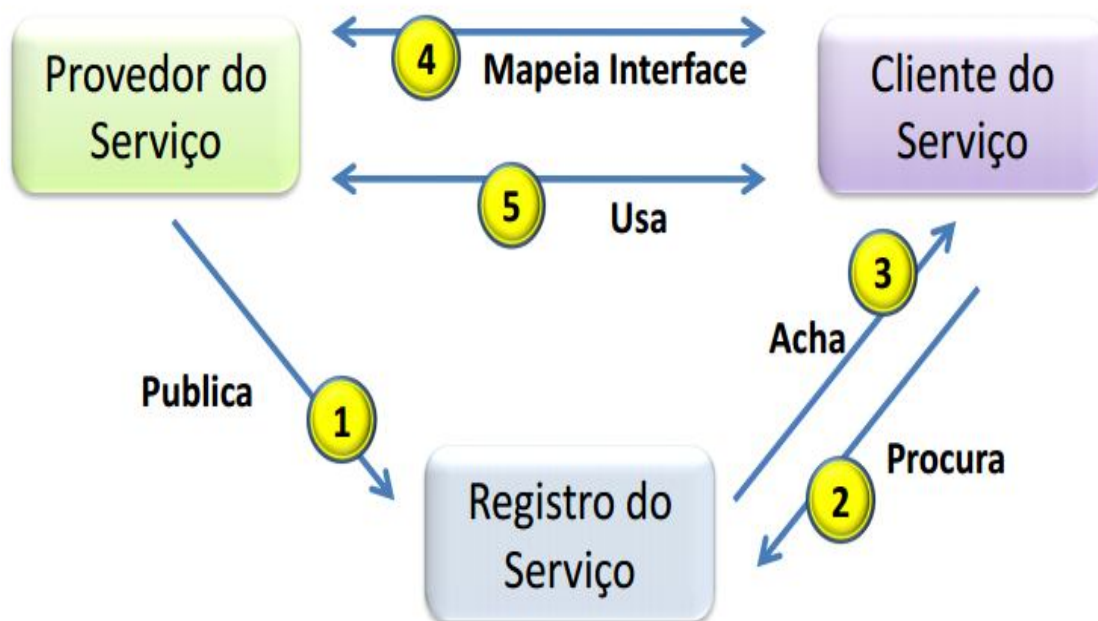 Provedor do
Serviço
4
Mapeia Interface
Cliente do
Serviço
5
Usa
3
Acha
Publica
1
Procura
2
Registro do
Serviço